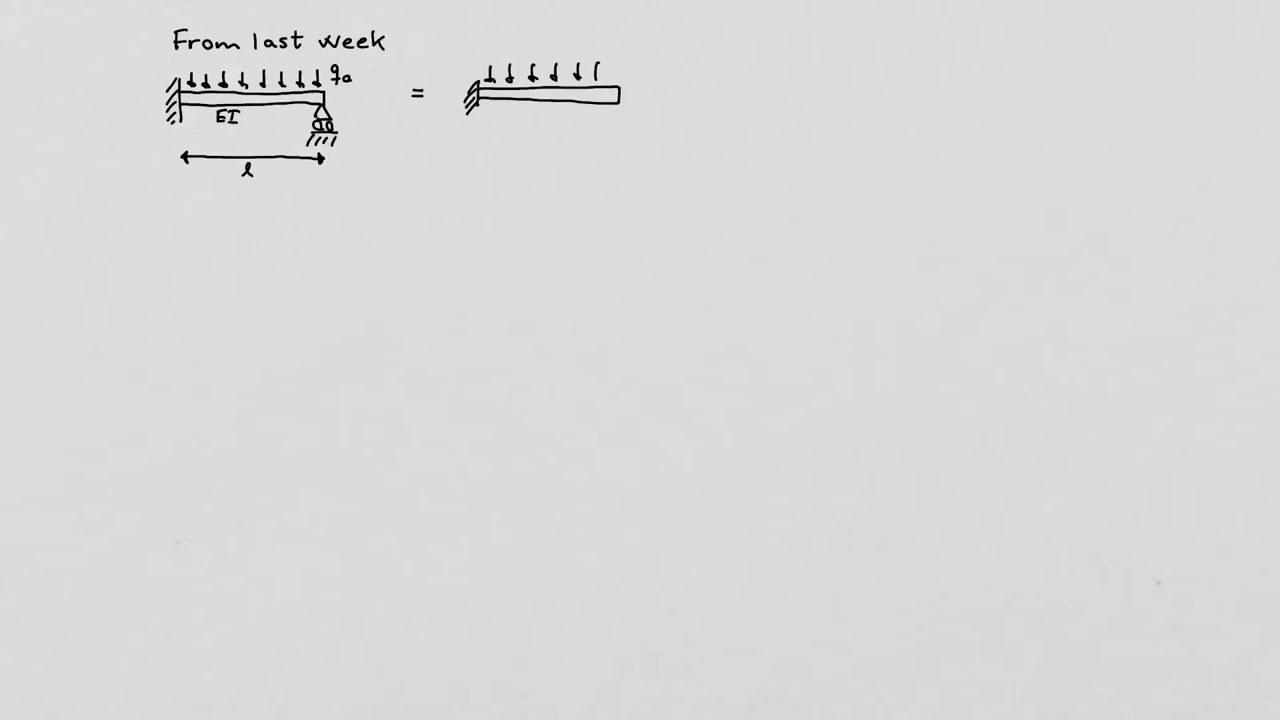 From last week
q₀
=
EI
l